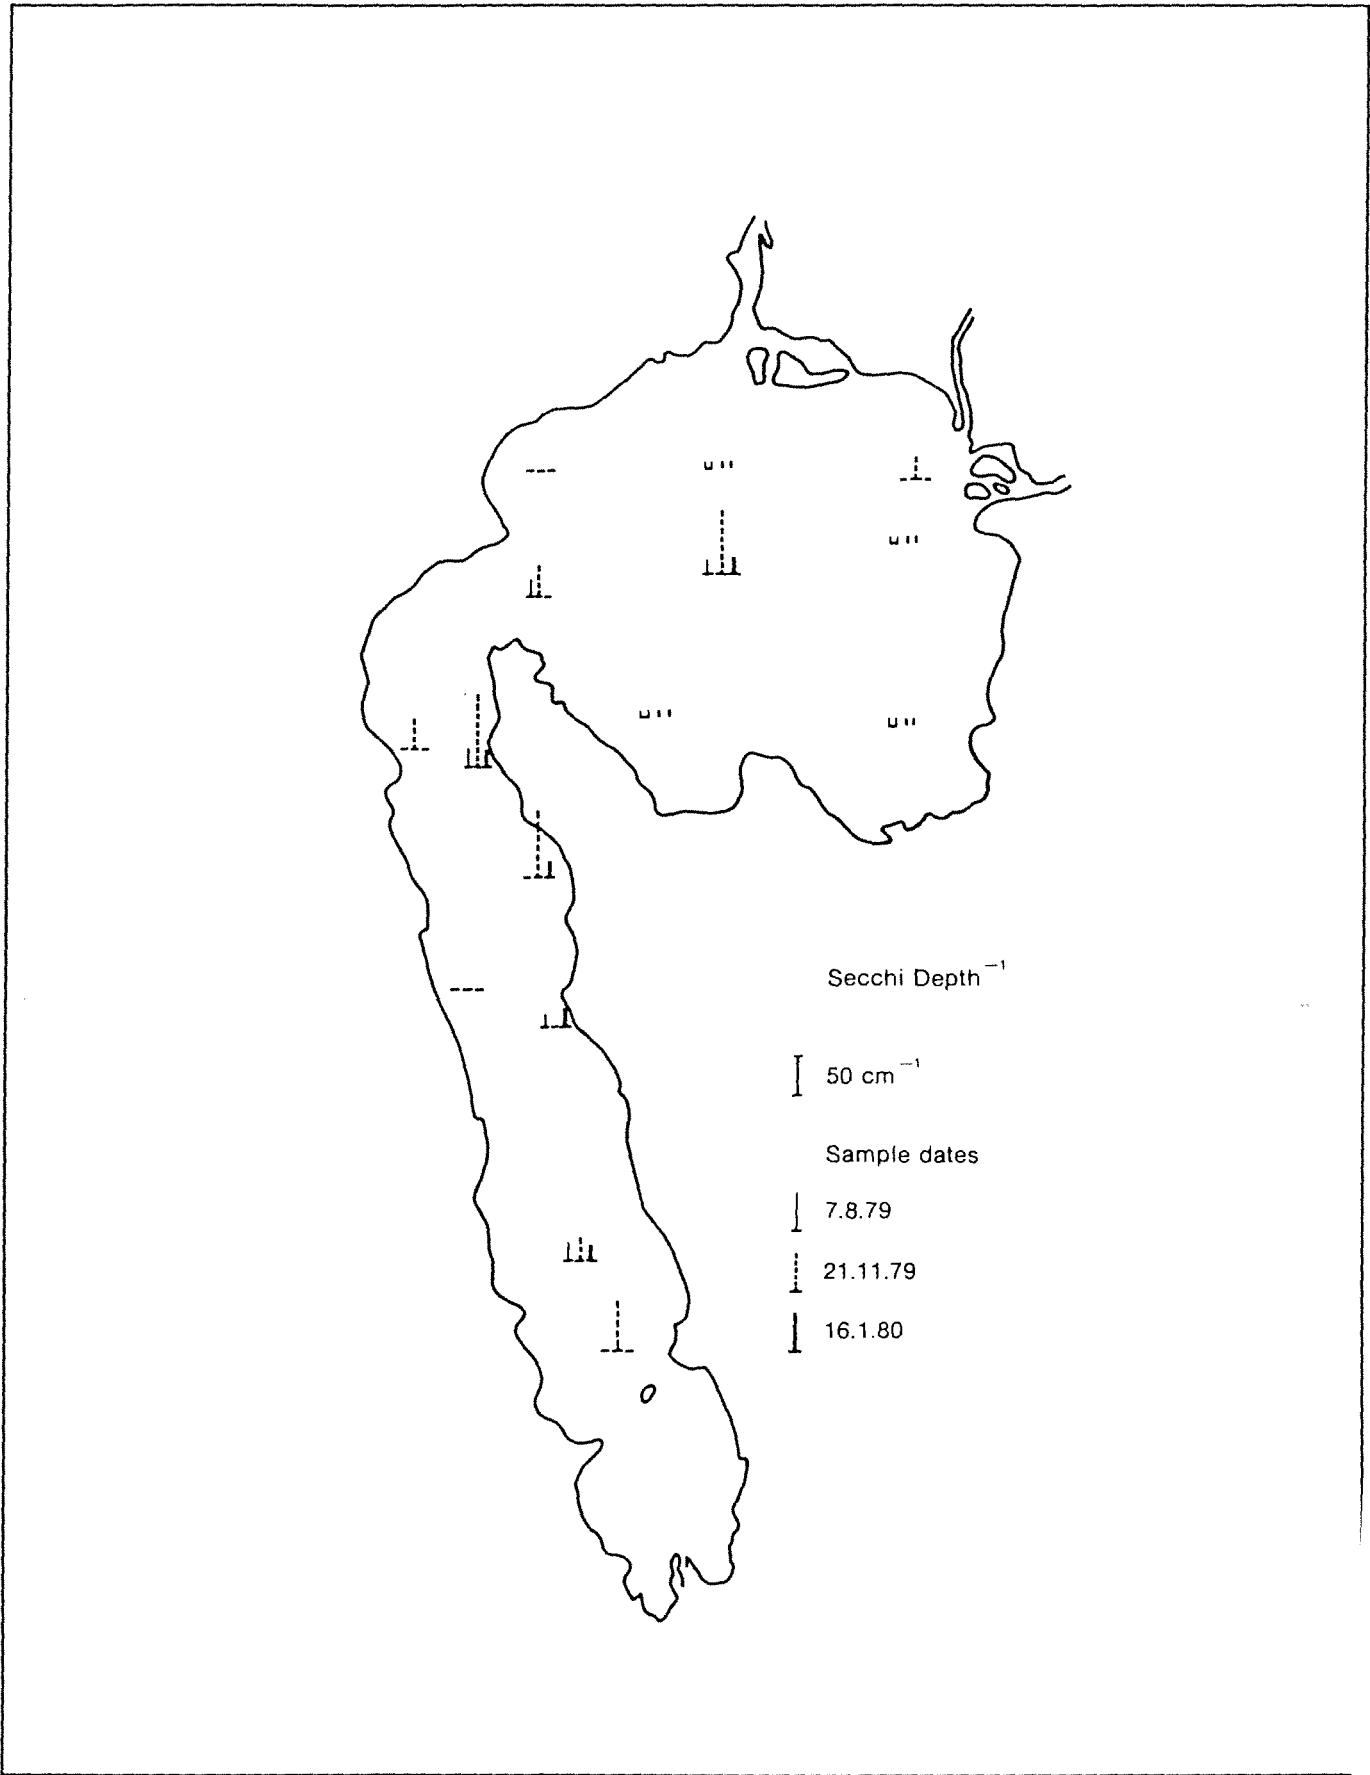 Secchi Depth⁻¹
50 cm⁻¹
Sample dates
7.8.79
21.11.79
16.1.80